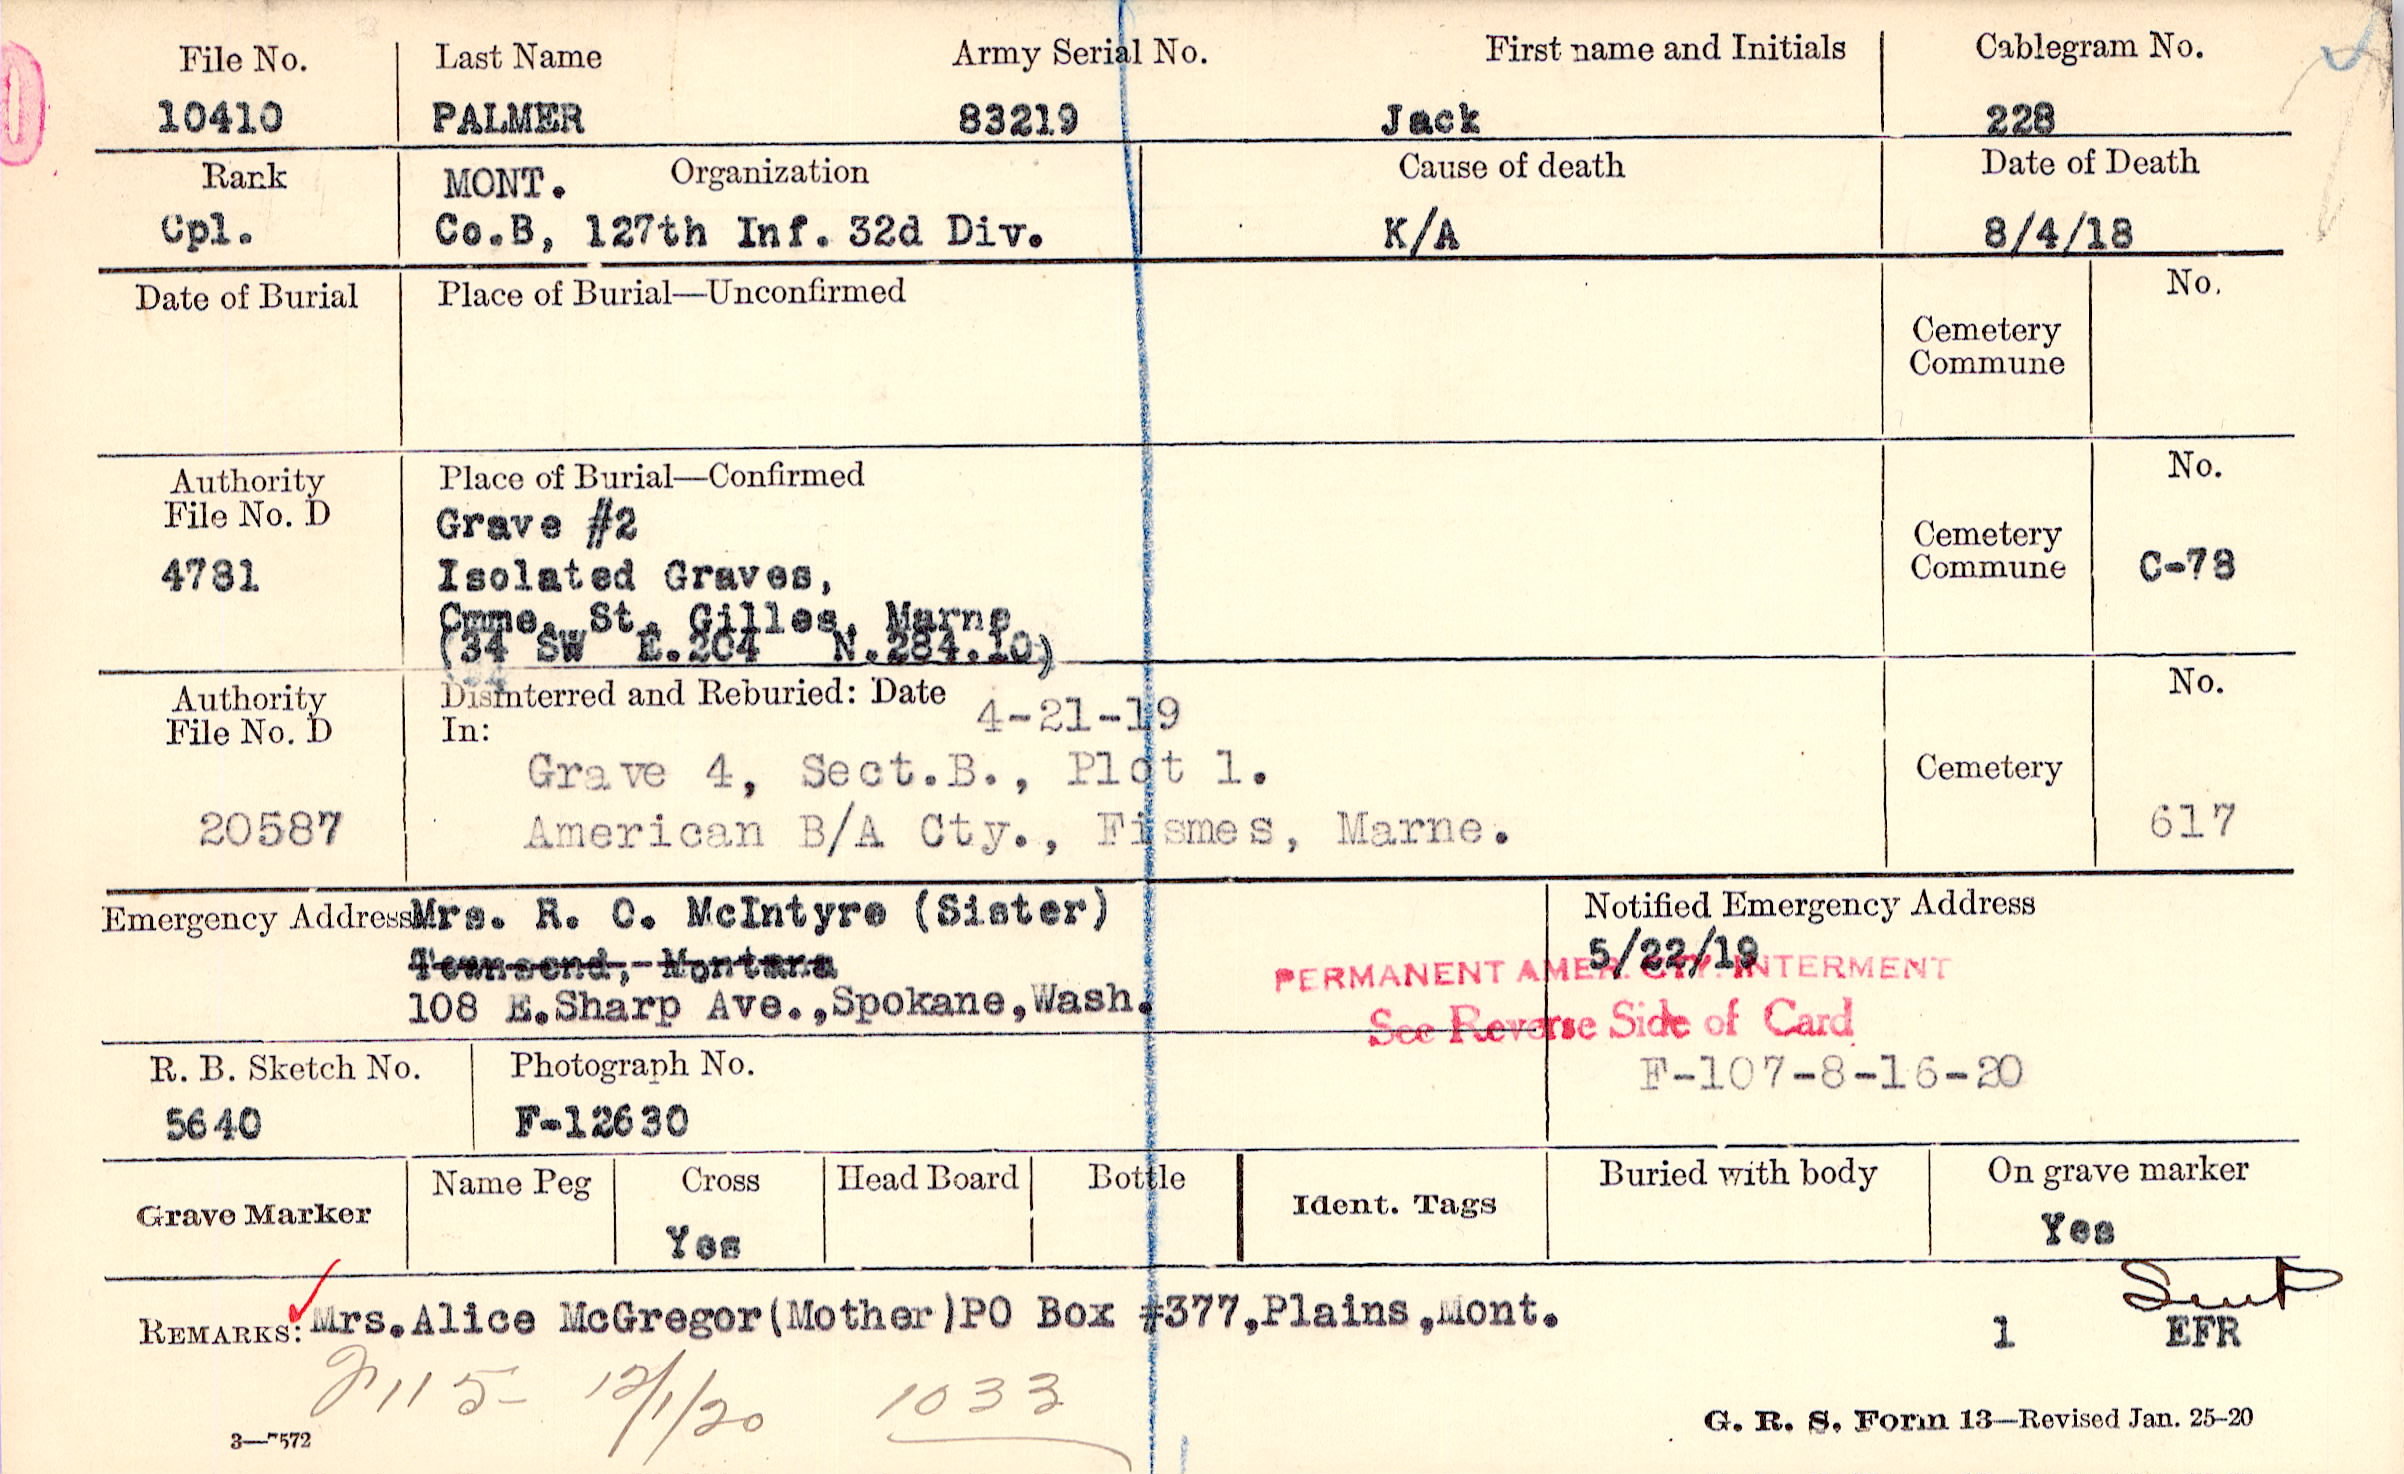 File No. Last Name Army Serial No. First name and Initials Cablegram No.
10410 PALMER 83219 Jack 228
Rank MONT. Organization Cause of death Date of Death
Cpl. Co.B, 127th Inf. 32d Div. K/A 8/4/18
Date of Burial Place of Burial—Unconfirmed No.
Cemetery
Commune
Authority Place of Burial—Confirmed No.
File No. D Grave #2 Cemetery
4781 Isolated Graves, Commune C-78
Cmne. St. Gilles, Marne
(34 SW E.204 N.284.10)
Authority Disinterred and Reburied: Date 4-21-19 No.
File No. D In:
Grave 4, Sect.B., Plot 1. Cemetery
20587 American B/A Cty., Fismes, Marne. 617
Emergency Address Mrs. R. C. McIntyre (Sister) Notified Emergency Address
Townsend, Montana 5/22/19
PERMANENT AMER. CTY. INTERMENT
108 E.Sharp Ave.,Spokane,Wash.
See Reverse Side of Card
R. B. Sketch No. Photograph No. F-107-8-16-20
5640 F-12630
Grave Marker Name Peg Cross Head Board Bottle Ident. Tags Buried with body On grave marker
Yes Yes
Sent
REMARKS: Mrs.Alice McGregor(Mother)PO Box #377,Plains,Mont. 1 EFR
115- 12/1/20 1033
3—7572 G. R. S. Form 13—Revised Jan. 25-20